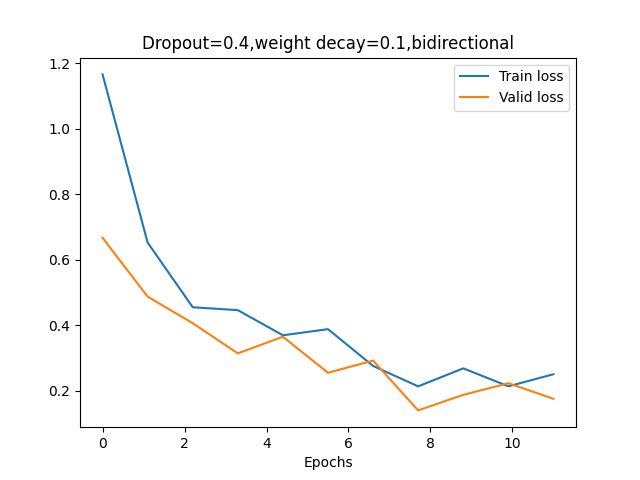 Dropout=0.4,weight decay=0.1,bidirectional
Train loss
Valid loss
1.2
1.0
0.8
0.6
0.4
0.2
0 2 4 6 8 10
Epochs